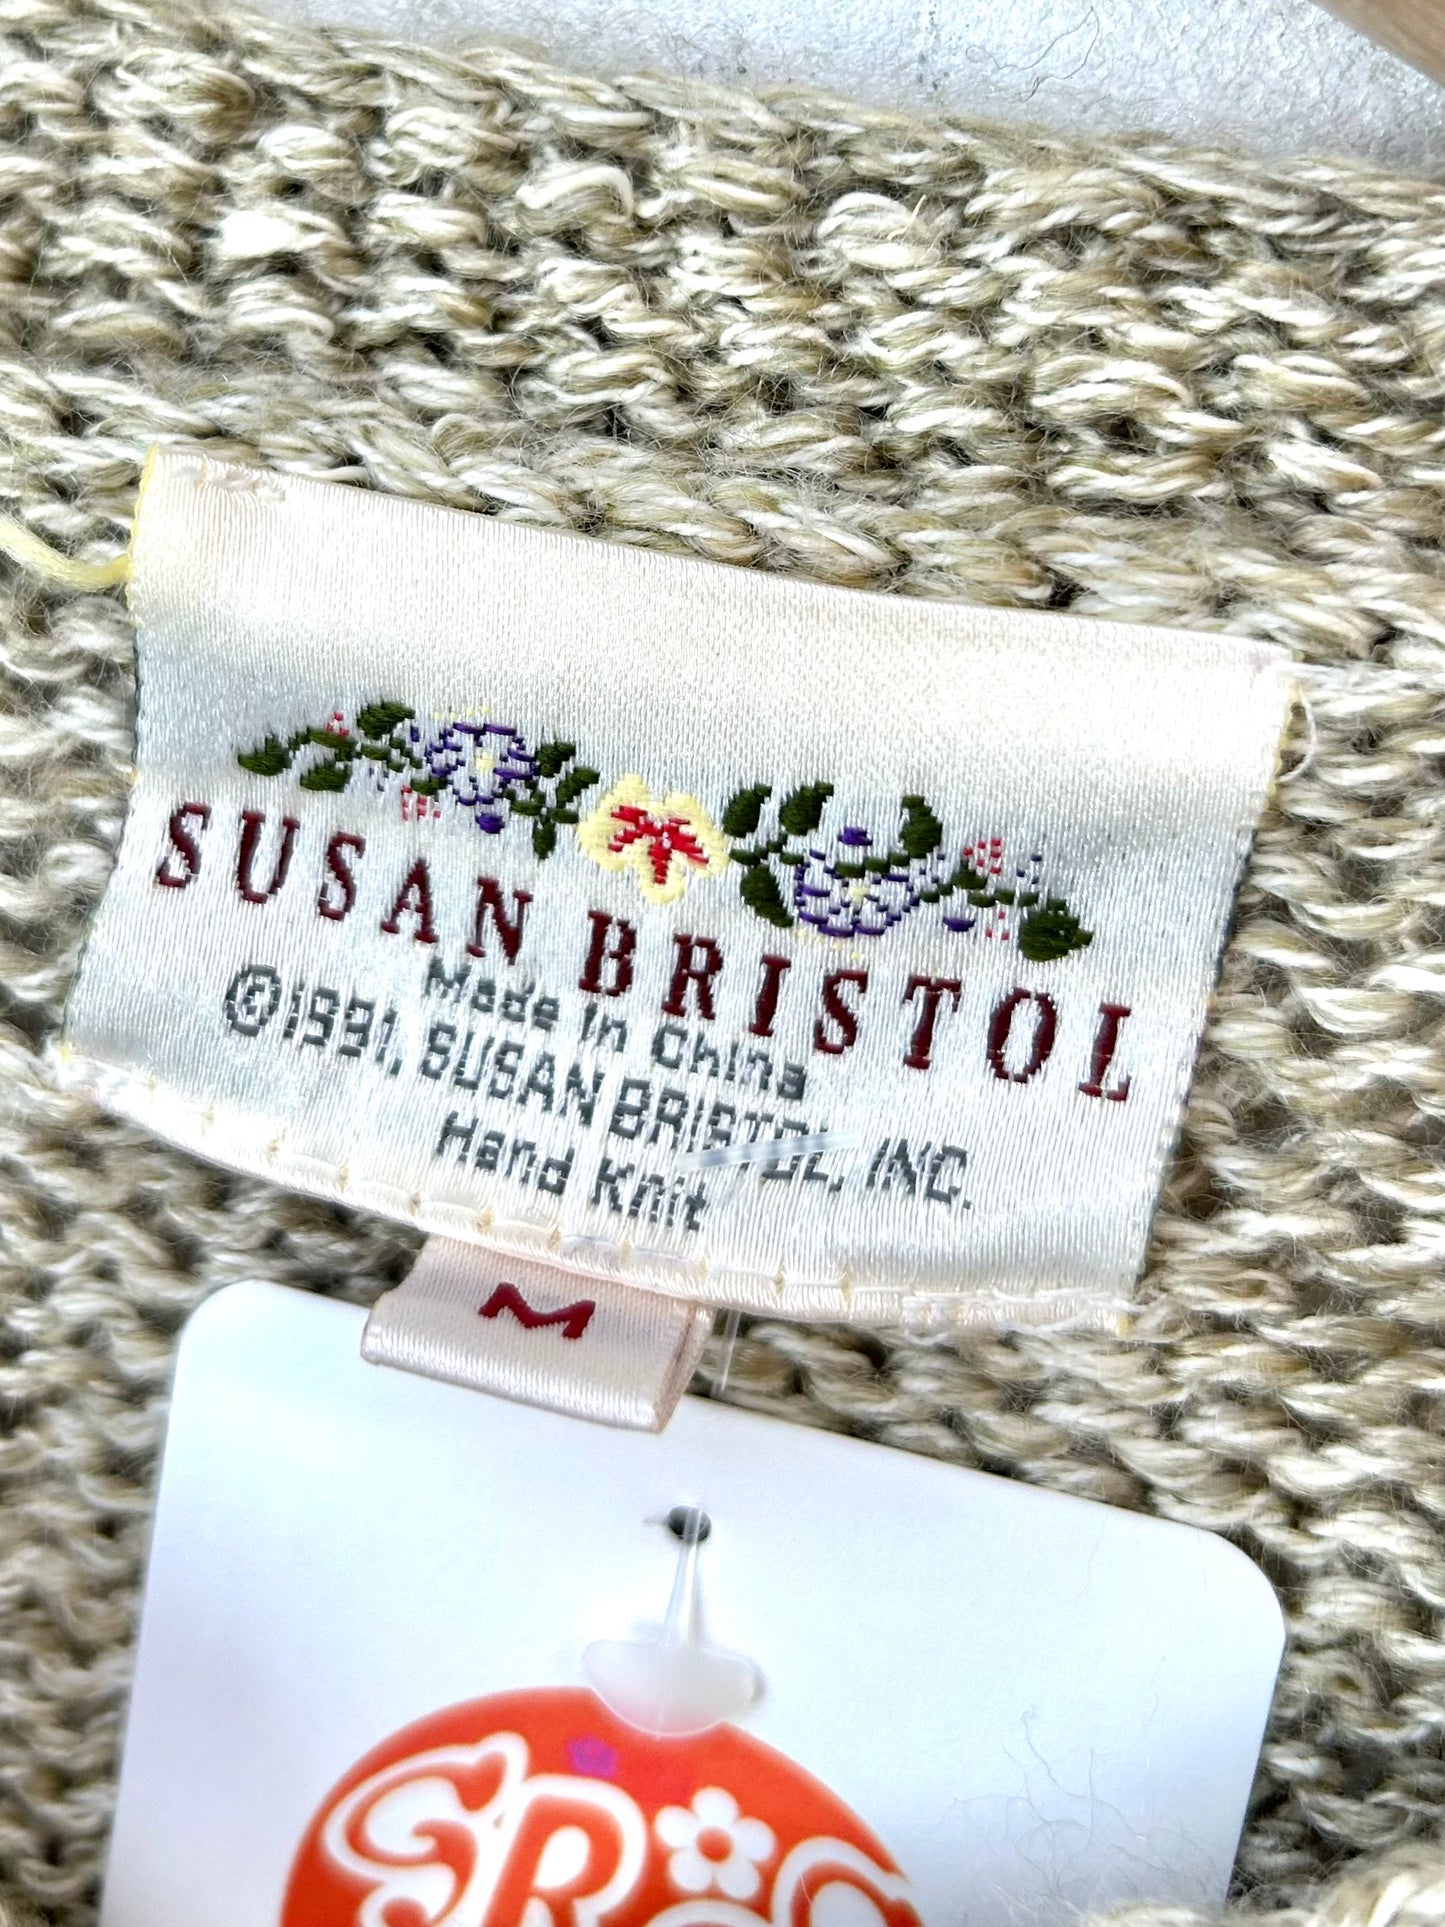 SUSAN BRISTOL
Made in China
©1991, SUSAN BRISTOL, INC.
Hand Knit
M